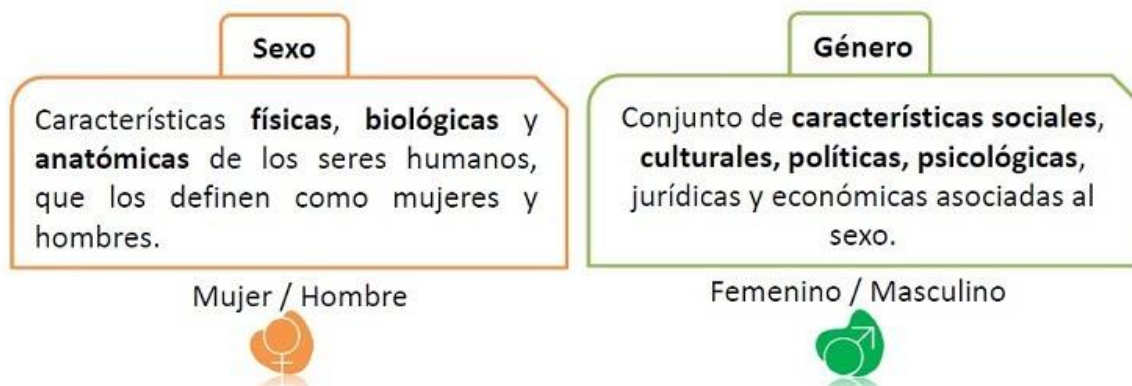 Sexo
Características físicas, biológicas y
anatómicas de los seres humanos,
que los definen como mujeres y
hombres.
Mujer / Hombre
Género
Conjunto de características sociales,
culturales, políticas, psicológicas,
jurídicas y económicas asociadas al
sexo.
Femenino / Masculino